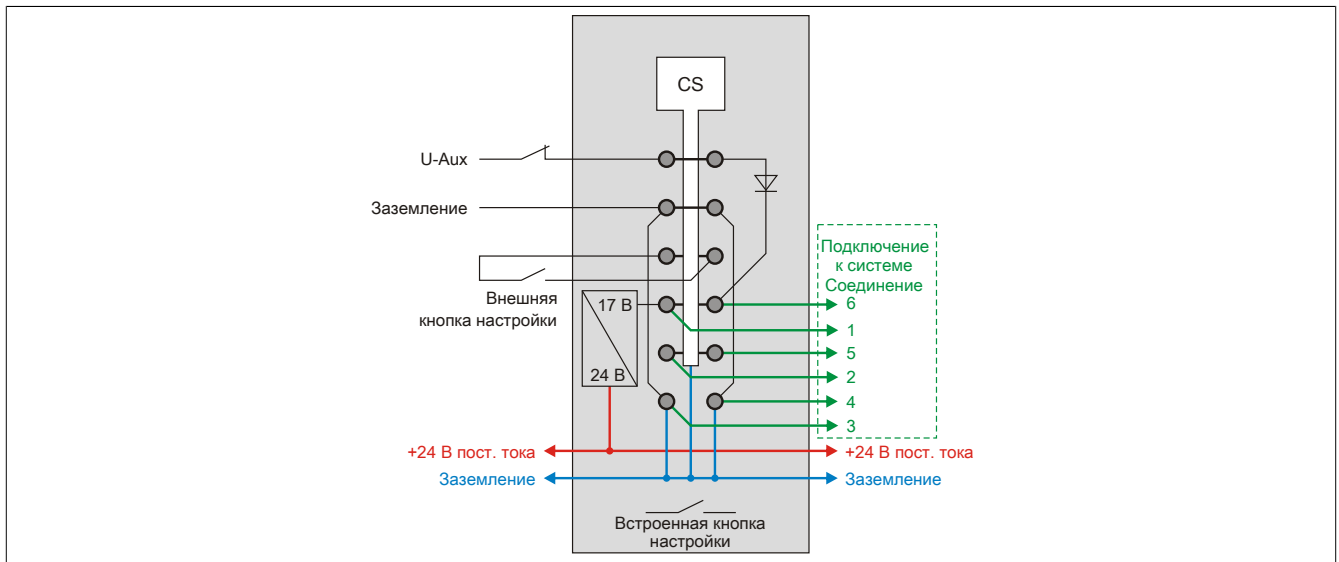 CS
U-Aux
Заземление
Внешняя
кнопка настройки
17 В
24 В
Подключение
к системе
Соединение
6
1
5
2
4
3
+24 В пост. тока
+24 В пост. тока
Заземление
Заземление
Встроенная кнопка
настройки